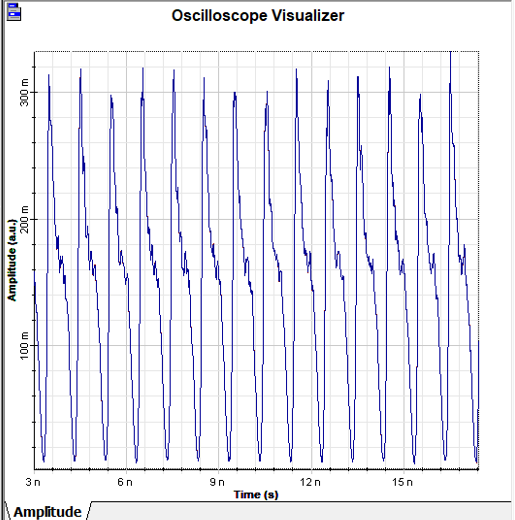 Oscilloscope Visualizer
Amplitude (a.u.)
300 m
200 m
100 m
3 n
6 n
9 n
12 n
15 n
Time (s)
Amplitude